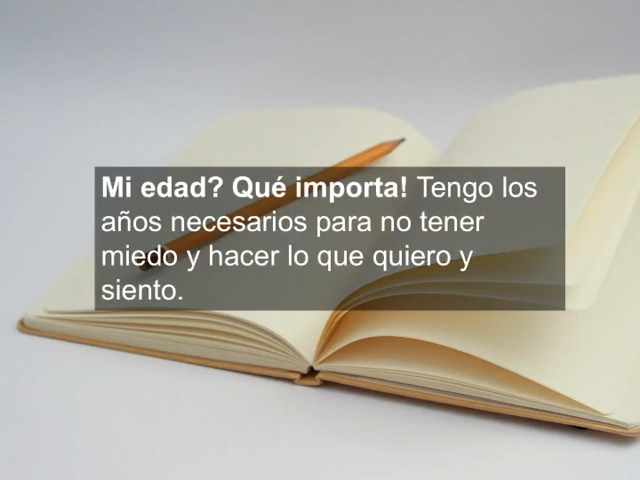 Mi edad? Qué importa! Tengo los
años necesarios para no tener
miedo y hacer lo que quiero y
siento.